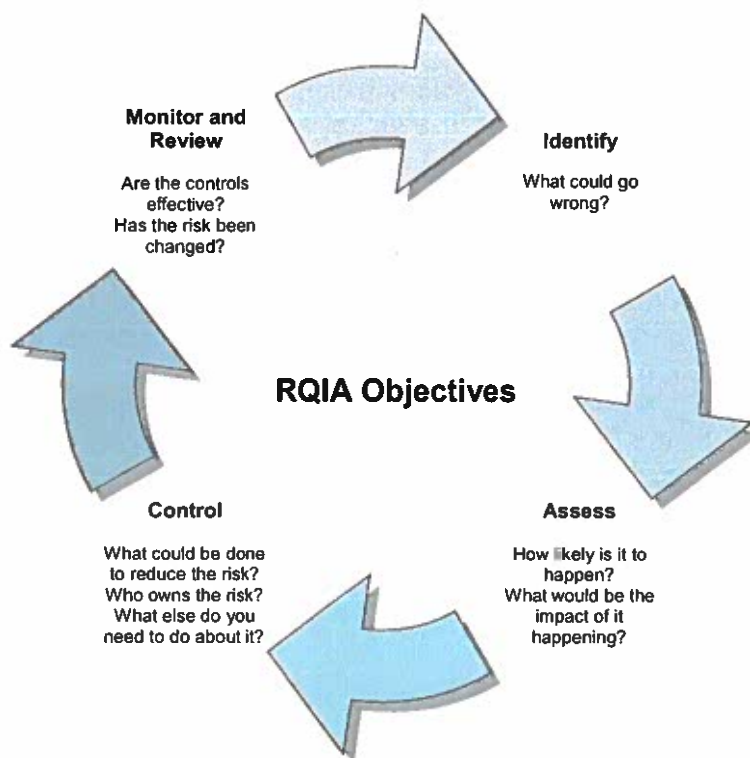 Monitor and
Review
Are the controls
effective?
Has the risk been
changed?
Identify
What could go
wrong?
RQIA Objectives
Control
What could be done
to reduce the risk?
Who owns the risk?
What else do you
need to do about it?
Assess
How likely is it to
happen?
What would be the
impact of it
happening?